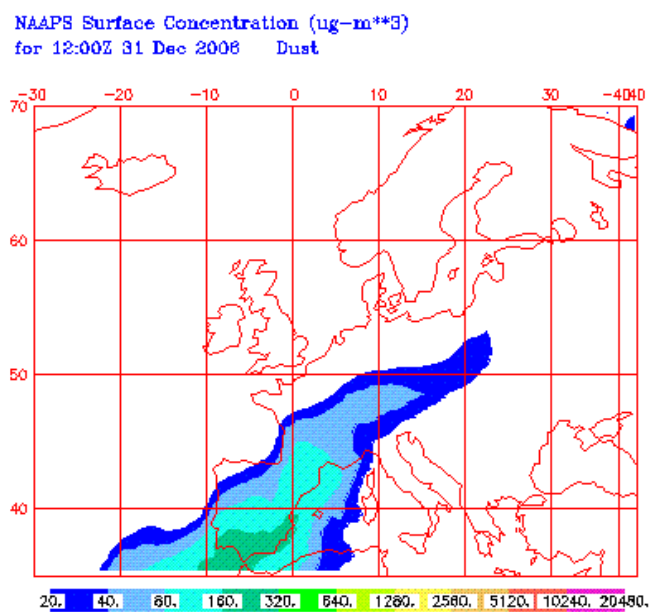 NAAPS Surface Concentration (ug-m**3)
for 12:00Z 31 Dec 2006 Dust
-30 -20 -10 0 10 20 30 -4040
70
60
50
40
20. 40. 80. 160. 320. 640. 1280. 2560. 5120. 10240. 20480.